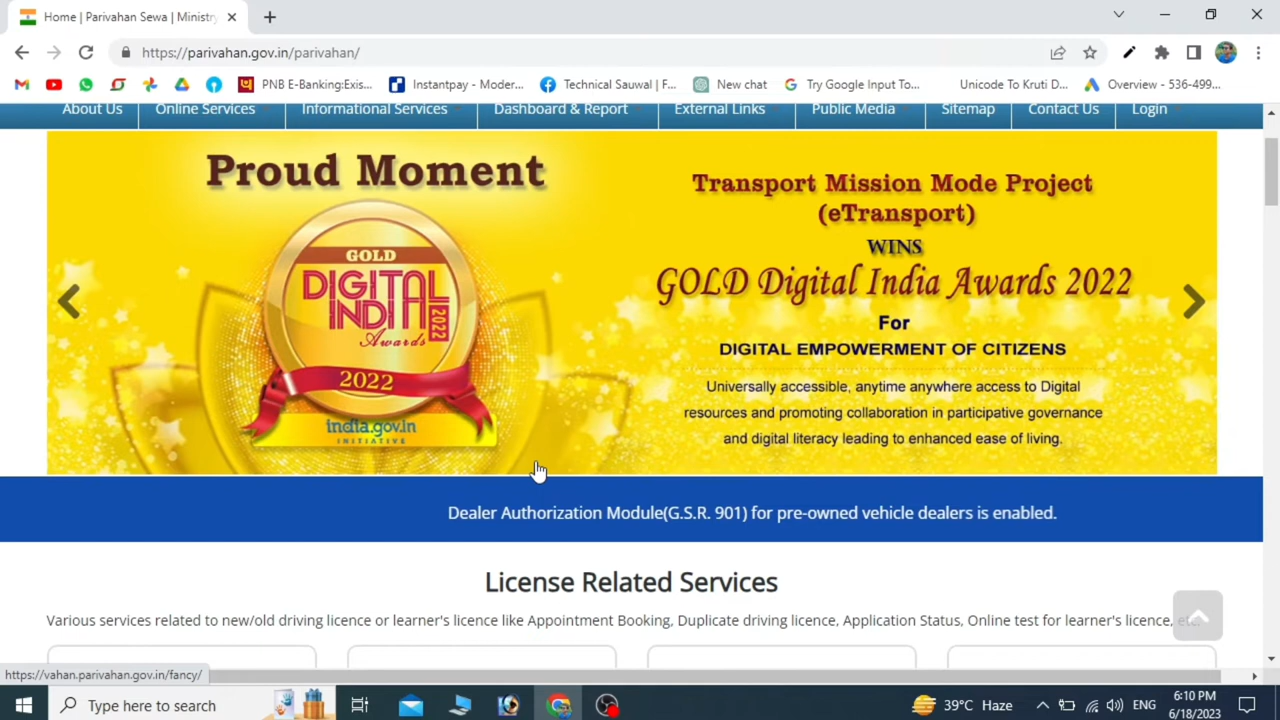 Home | Parivahan Sewa | Ministry
https://parivahan.gov.in/parivahan/
PNB E-Banking:Exis...
Instantpay - Moder...
Technical Sauwal | F...
New chat
Try Google Input To...
Unicode To Kruti D...
Overview - 536-499...
About Us
Online Services
Informational Services
Dashboard & Report
External Links
Public Media
Sitemap
Contact Us
Login
Proud Moment
GOLD
DIGITAL
INDIA
2022
Awards
2022
india.gov.in
INITIATIVE
Transport Mission Mode Project
(eTransport)
WINS
GOLD Digital India Awards 2022
For
DIGITAL EMPOWERMENT OF CITIZENS
Universally accessible, anytime anywhere access to Digital
resources and promoting collaboration in participative governance
and digital literacy leading to enhanced ease of living.
Dealer Authorization Module(G.S.R. 901) for pre-owned vehicle dealers is enabled.
License Related Services
Various services related to new/old driving licence or learner's licence like Appointment Booking, Duplicate driving licence, Application Status, Online test for learner's licence, etc.
https://vahan.parivahan.gov.in/fancy/
Type here to search
39°C Haze
ENG
6:10 PM
6/18/2023